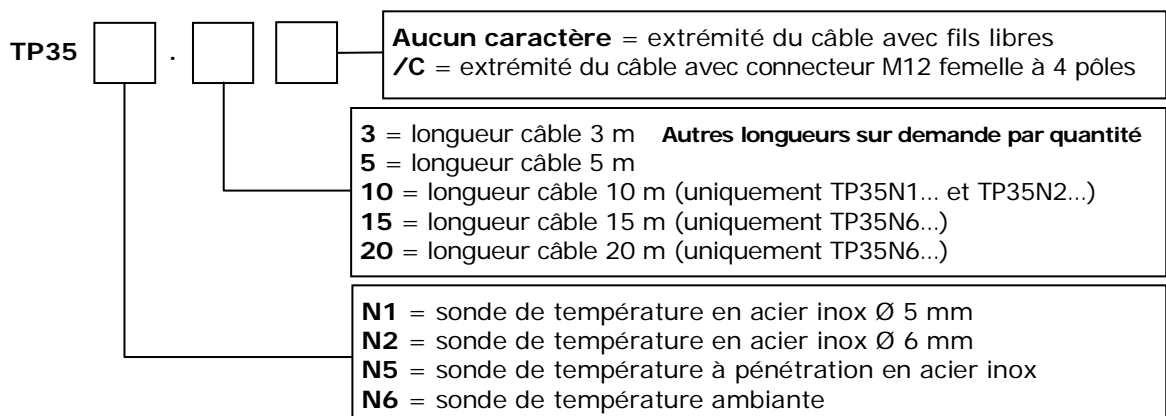 TP35 .
Aucun caractère = extrémité du câble avec fils libres
/C = extrémité du câble avec connecteur M12 femelle à 4 pôles
3 = longueur câble 3 m Autres longueurs sur demande par quantité
5 = longueur câble 5 m
10 = longueur câble 10 m (uniquement TP35N1... et TP35N2...)
15 = longueur câble 15 m (uniquement TP35N6...)
20 = longueur câble 20 m (uniquement TP35N6...)
N1 = sonde de température en acier inox Ø 5 mm
N2 = sonde de température en acier inox Ø 6 mm
N5 = sonde de température à pénétration en acier inox
N6 = sonde de température ambiante